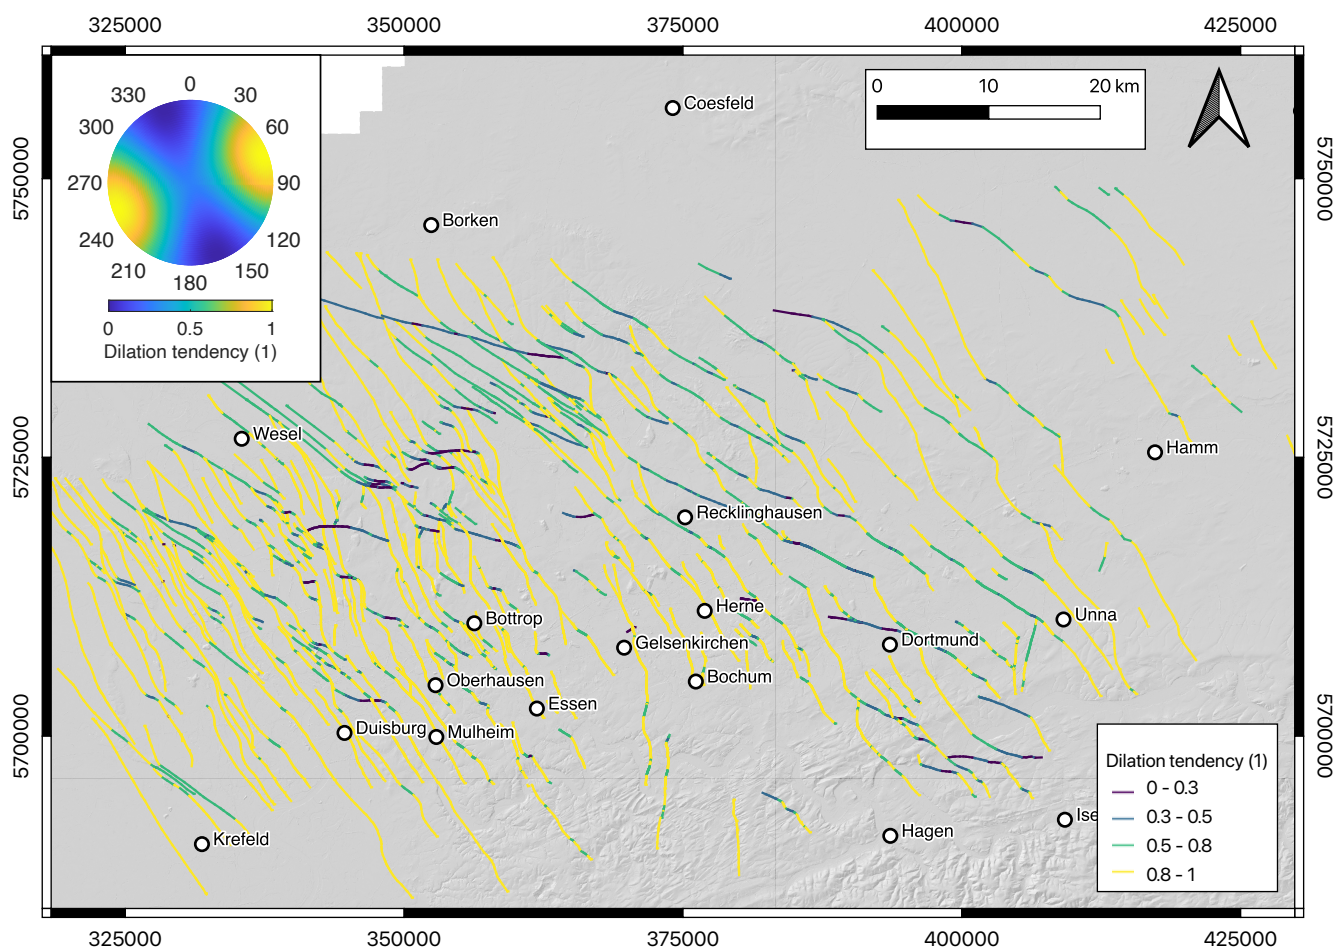 325000 350000 375000 400000 425000
0
330 30
300 60
270 90
240 120
210 150
180
0 0.5 1
Dilation tendency (1)
0 10 20 km
5750000 5750000
5725000 5725000
5700000 5700000
Coesfeld
Borken
Wesel
Hamm
Recklinghausen
Herne
Unna
Bottrop
Gelsenkirchen
Dortmund
Bochum
Oberhausen
Essen
Duisburg
Mulheim
Krefeld
Hagen
Ise
Dilation tendency (1)
0 - 0.3
0.3 - 0.5
0.5 - 0.8
0.8 - 1
325000 350000 375000 400000 425000